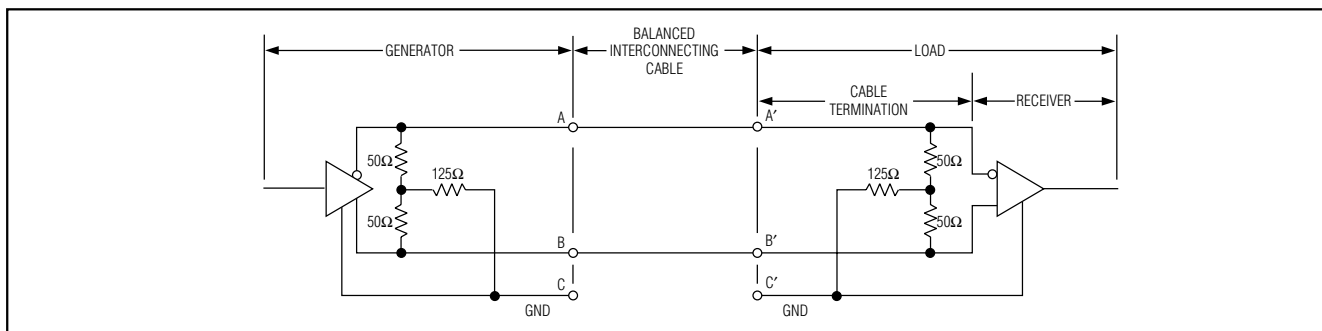 GENERATOR
BALANCED
INTERCONNECTING
CABLE
LOAD
CABLE
TERMINATION
RECEIVER
A
A′
50Ω
125Ω
50Ω
125Ω
50Ω
50Ω
B
B′
C
C′
GND
GND